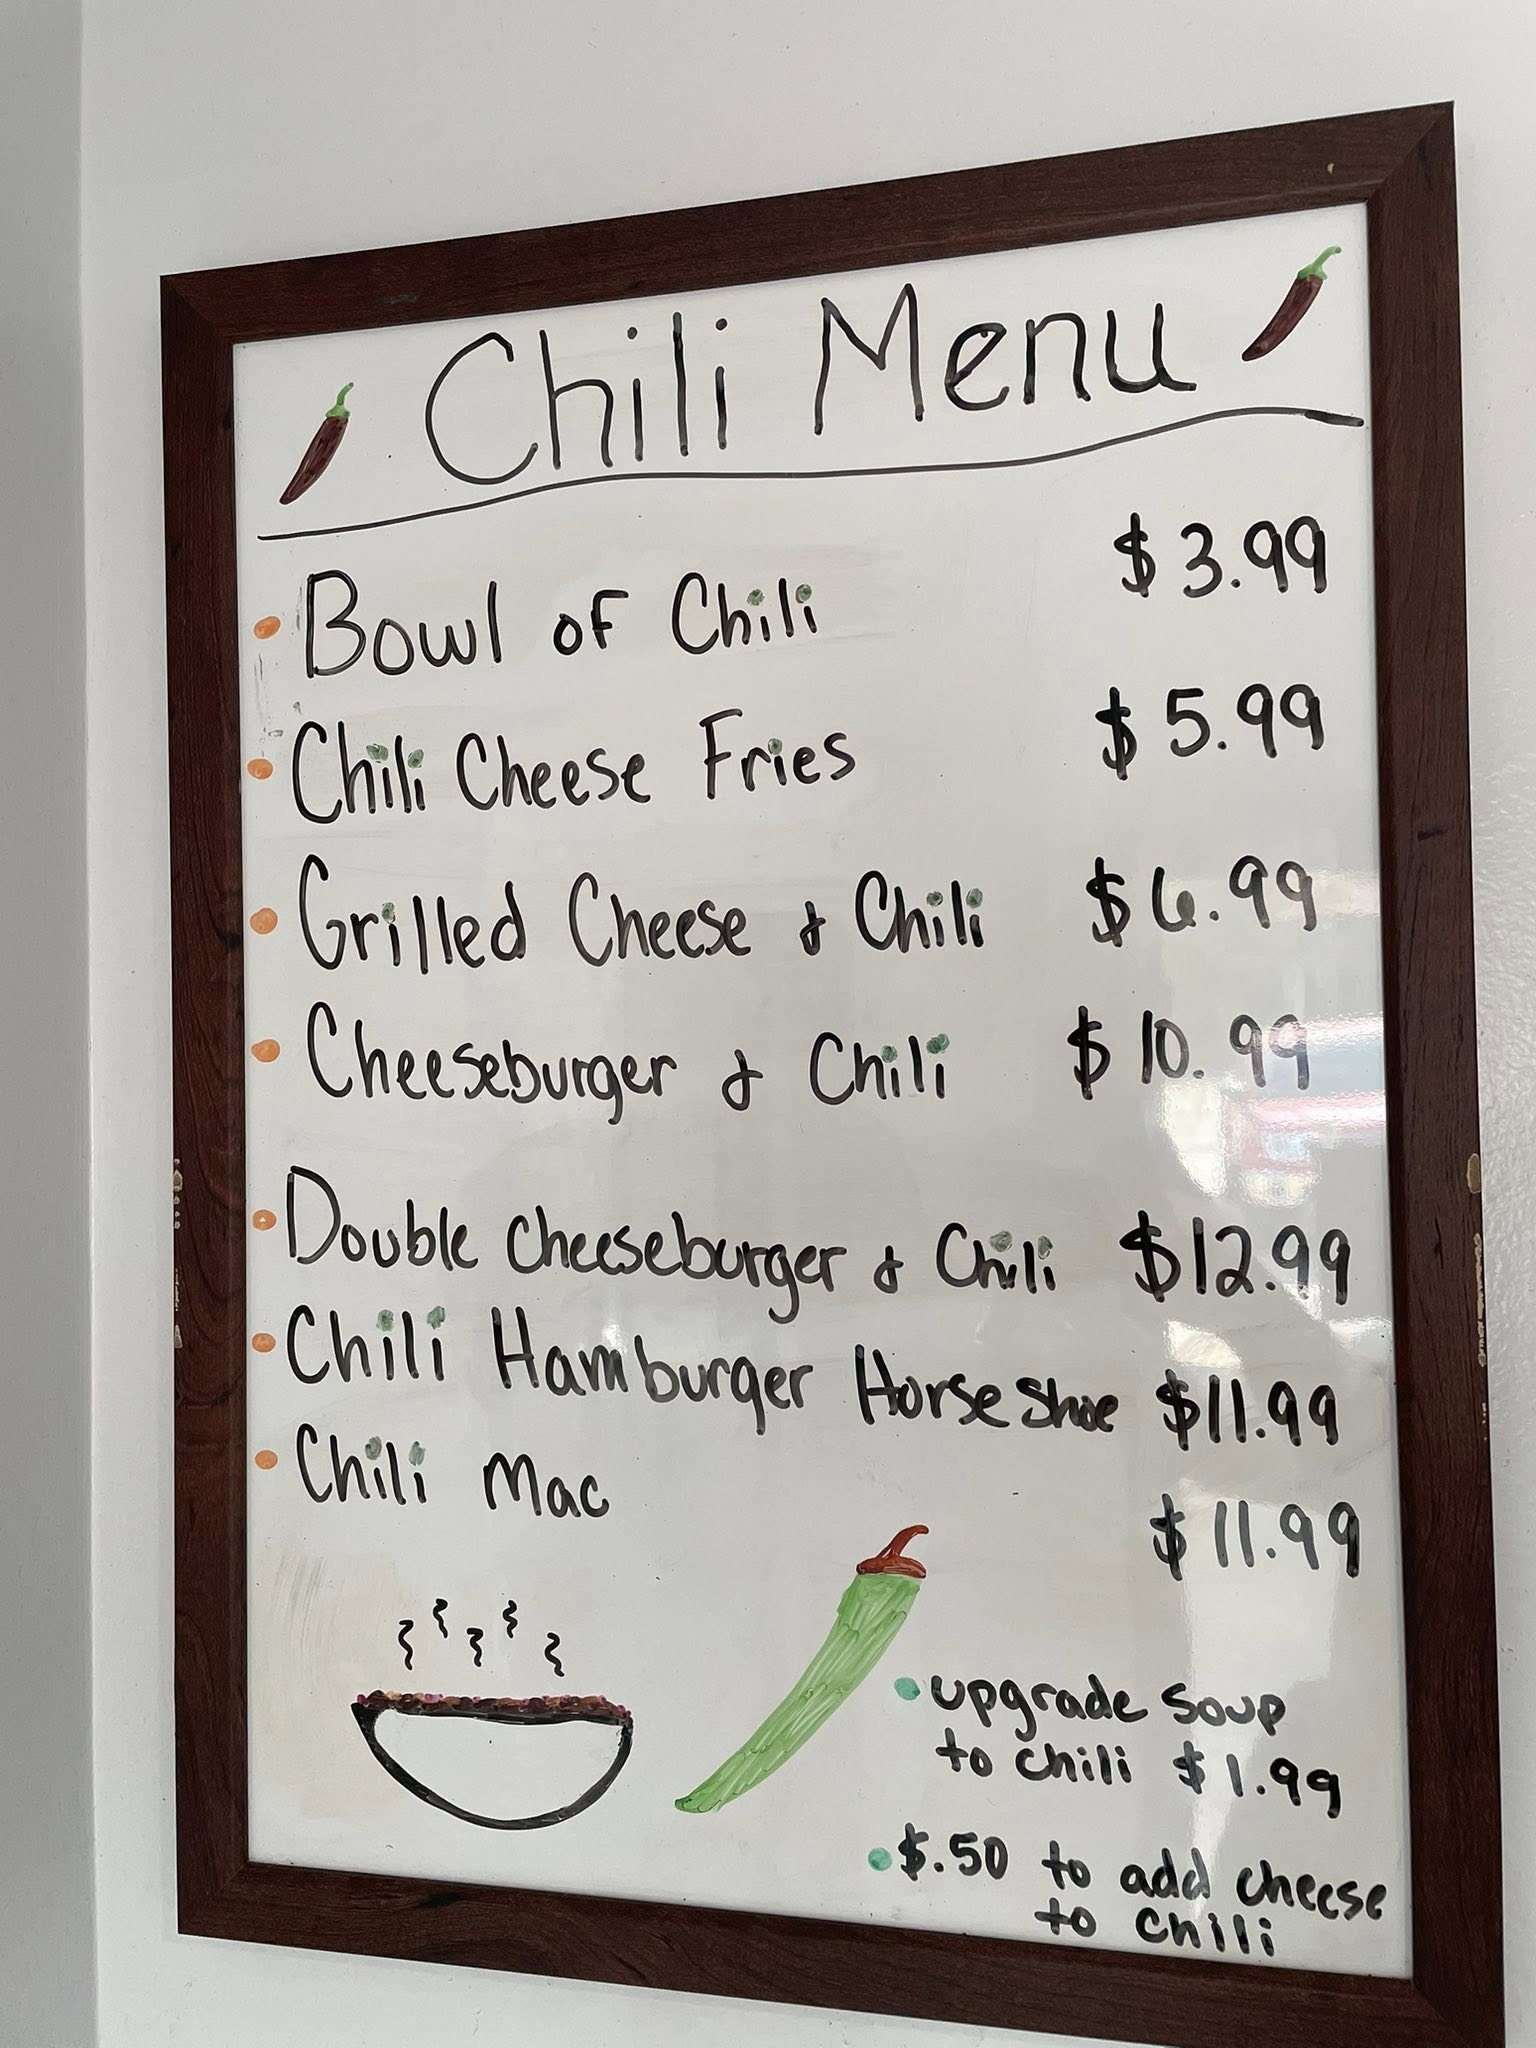 Chili Menu
Bowl of Chili $3.99
Chili Cheese Fries $5.99
Grilled Cheese & Chili $6.99
Cheeseburger & Chili $10.99
Double Cheeseburger & Chili $12.99
Chili Hamburger Horse Shoe $11.99
Chili Mac $11.99
upgrade soup
to chili $1.99
$.50 to add cheese
to chili